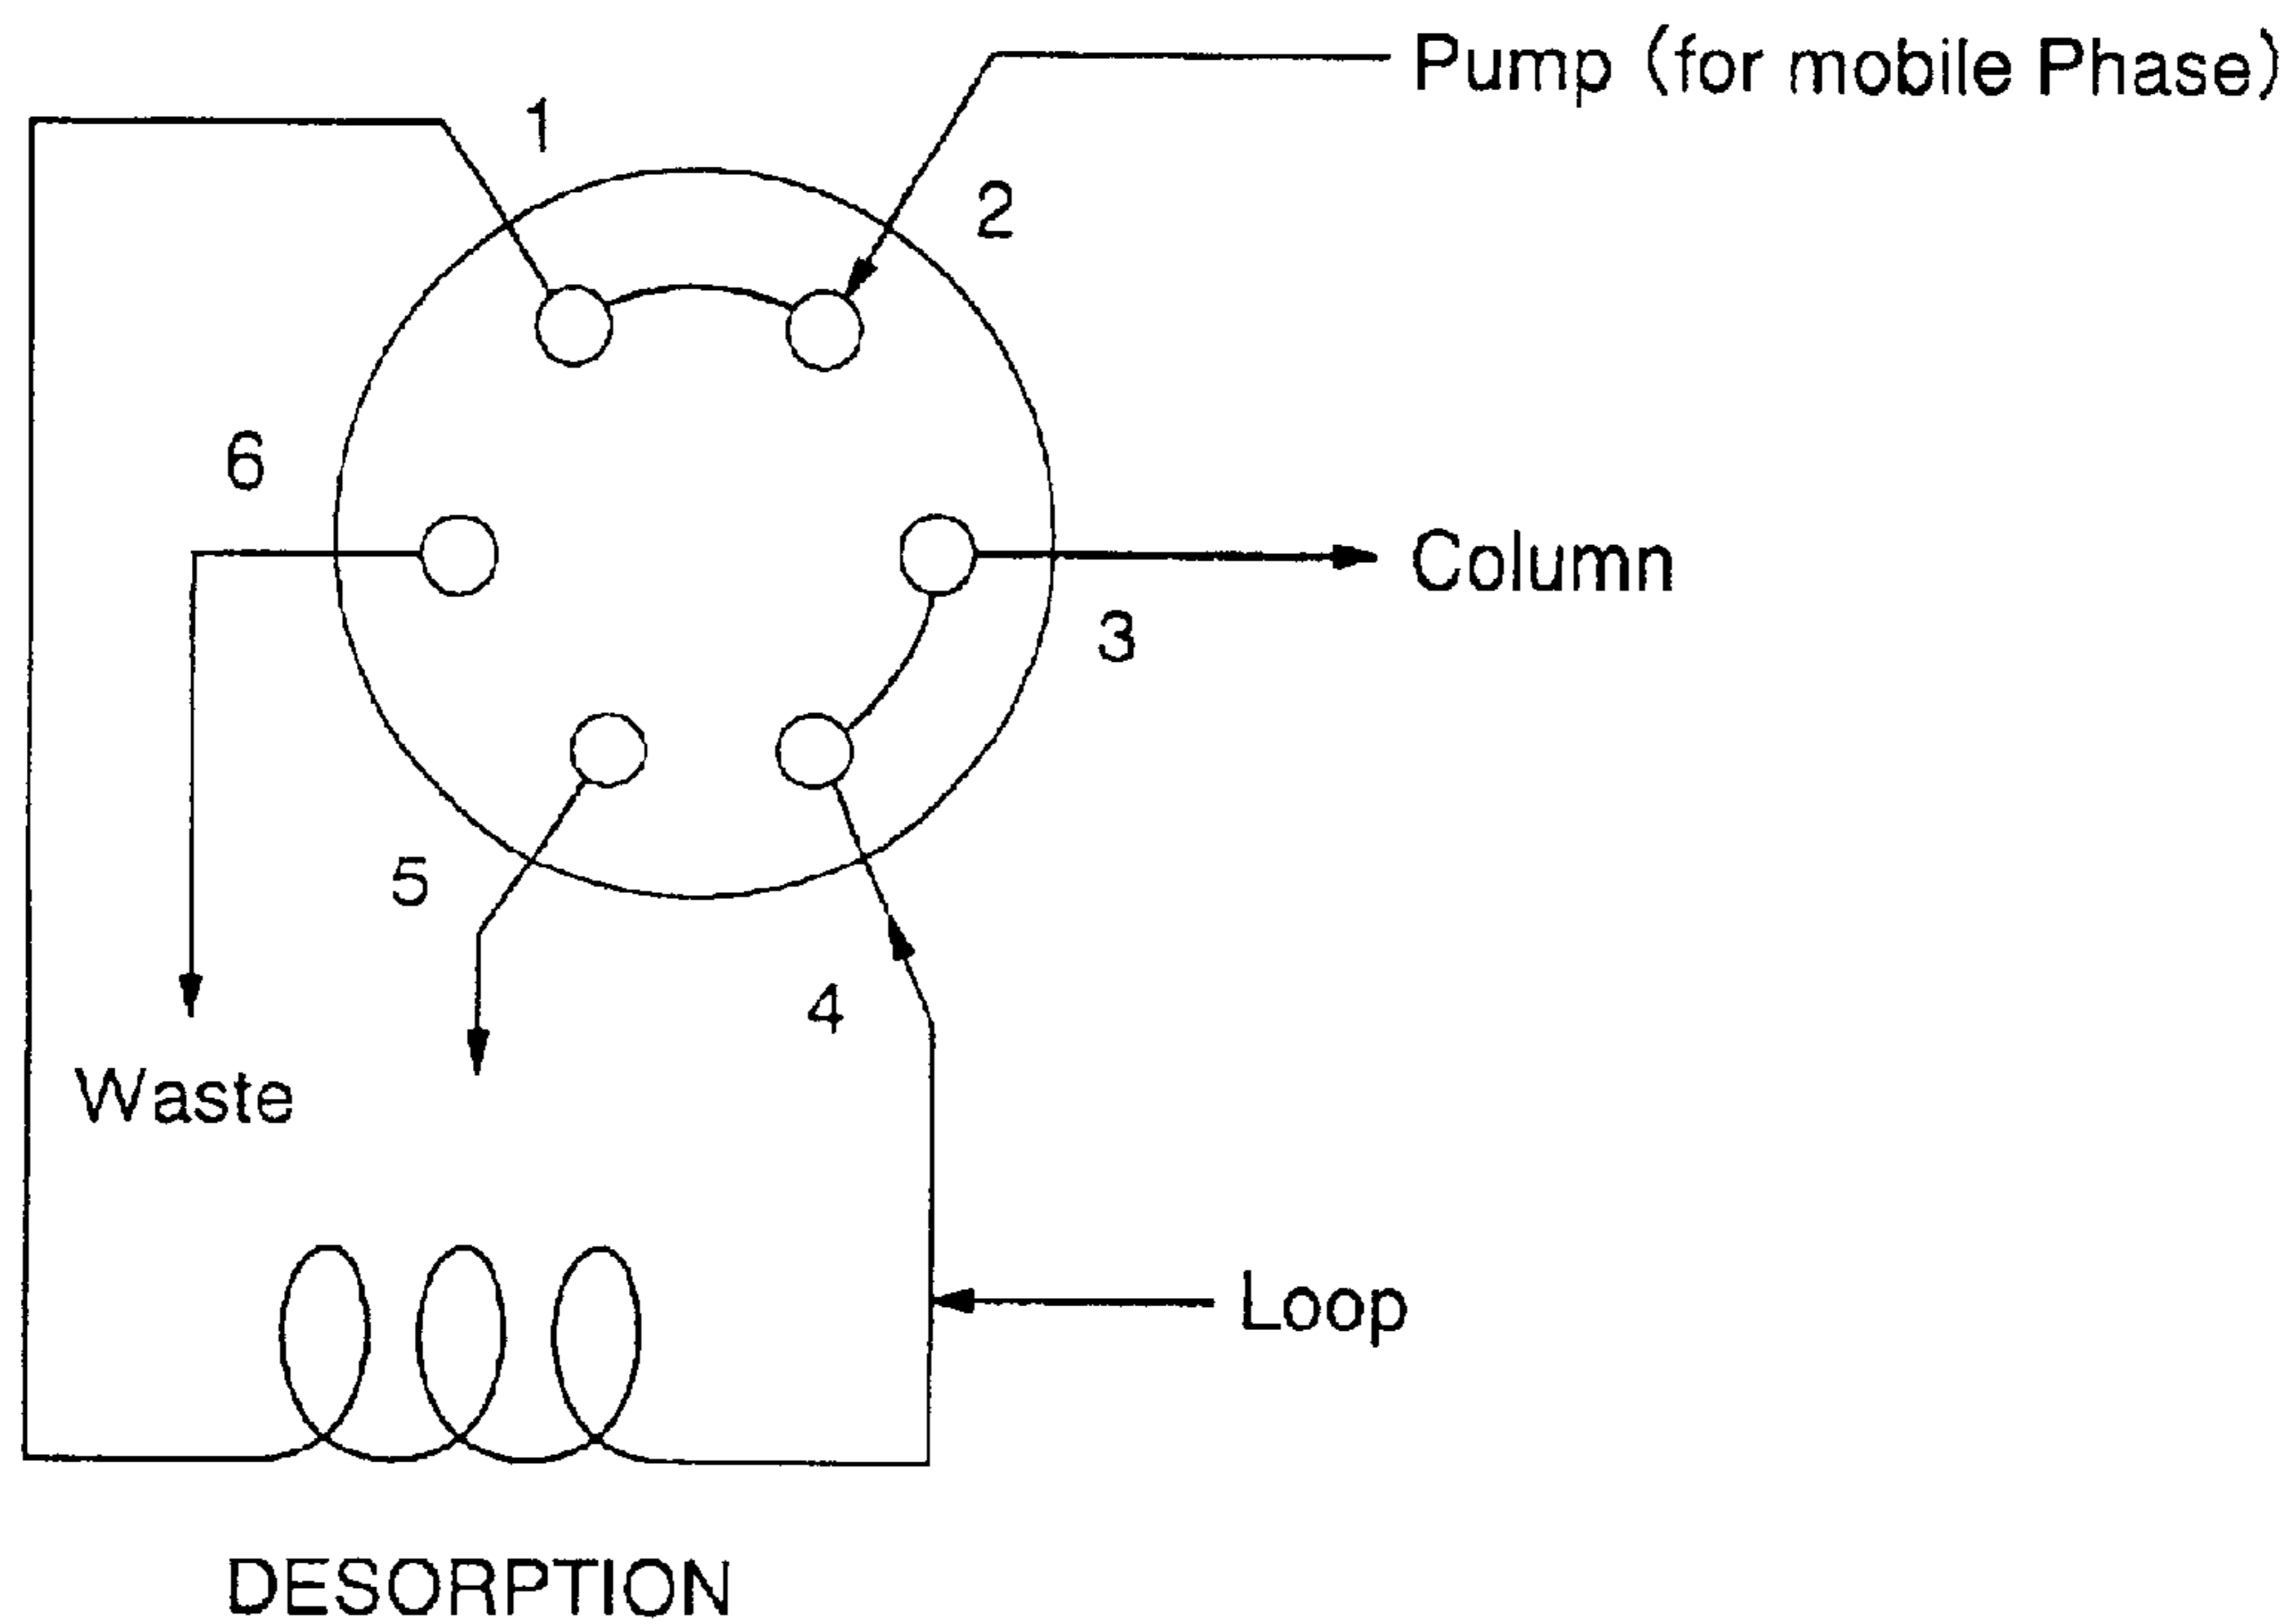 Pump (for mobile Phase)
1
2
6
Column
3
5
4
Waste
Loop
DESORPTION